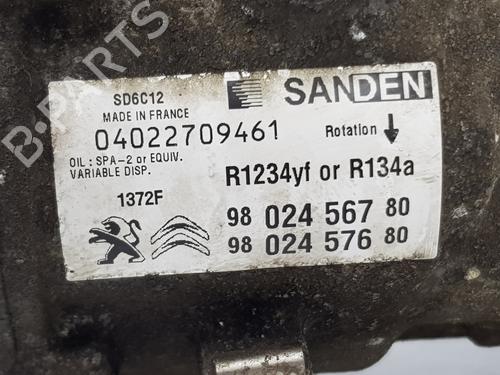 SD6C12
SANDEN
MADE IN FRANCE
04022709461
Rotation ↓
OIL : SPA-2 or EQUIV.
VARIABLE DISP.
R1234yf or R134a
1372F
98 024 567 80
98 024 576 80
B-PARTS